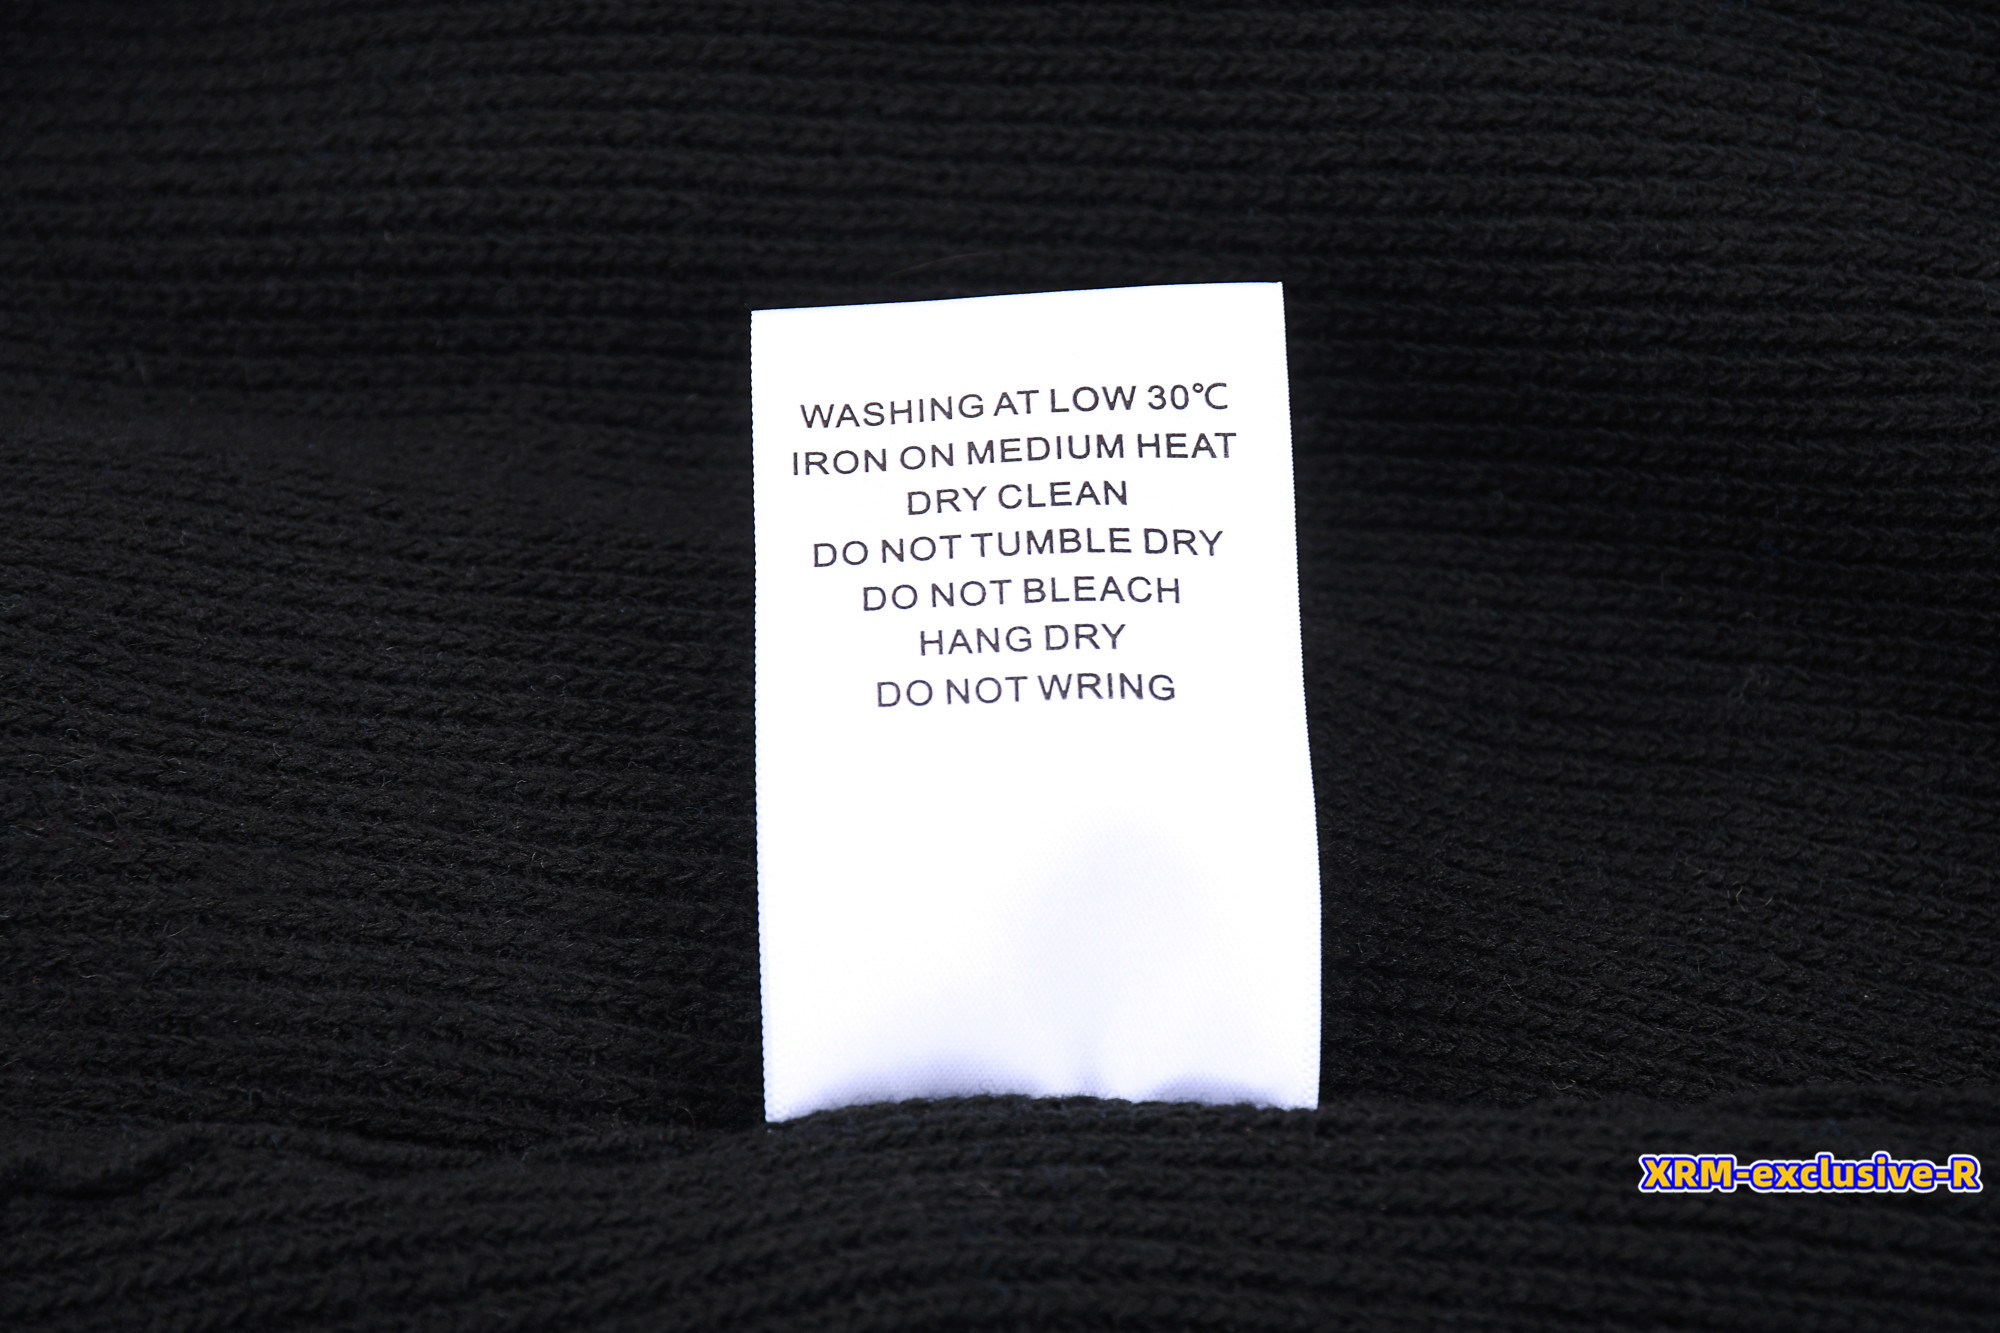 WASHING AT LOW 30℃
IRON ON MEDIUM HEAT
DRY CLEAN
DO NOT TUMBLE DRY
DO NOT BLEACH
HANG DRY
DO NOT WRING
XRM-exclusive-R